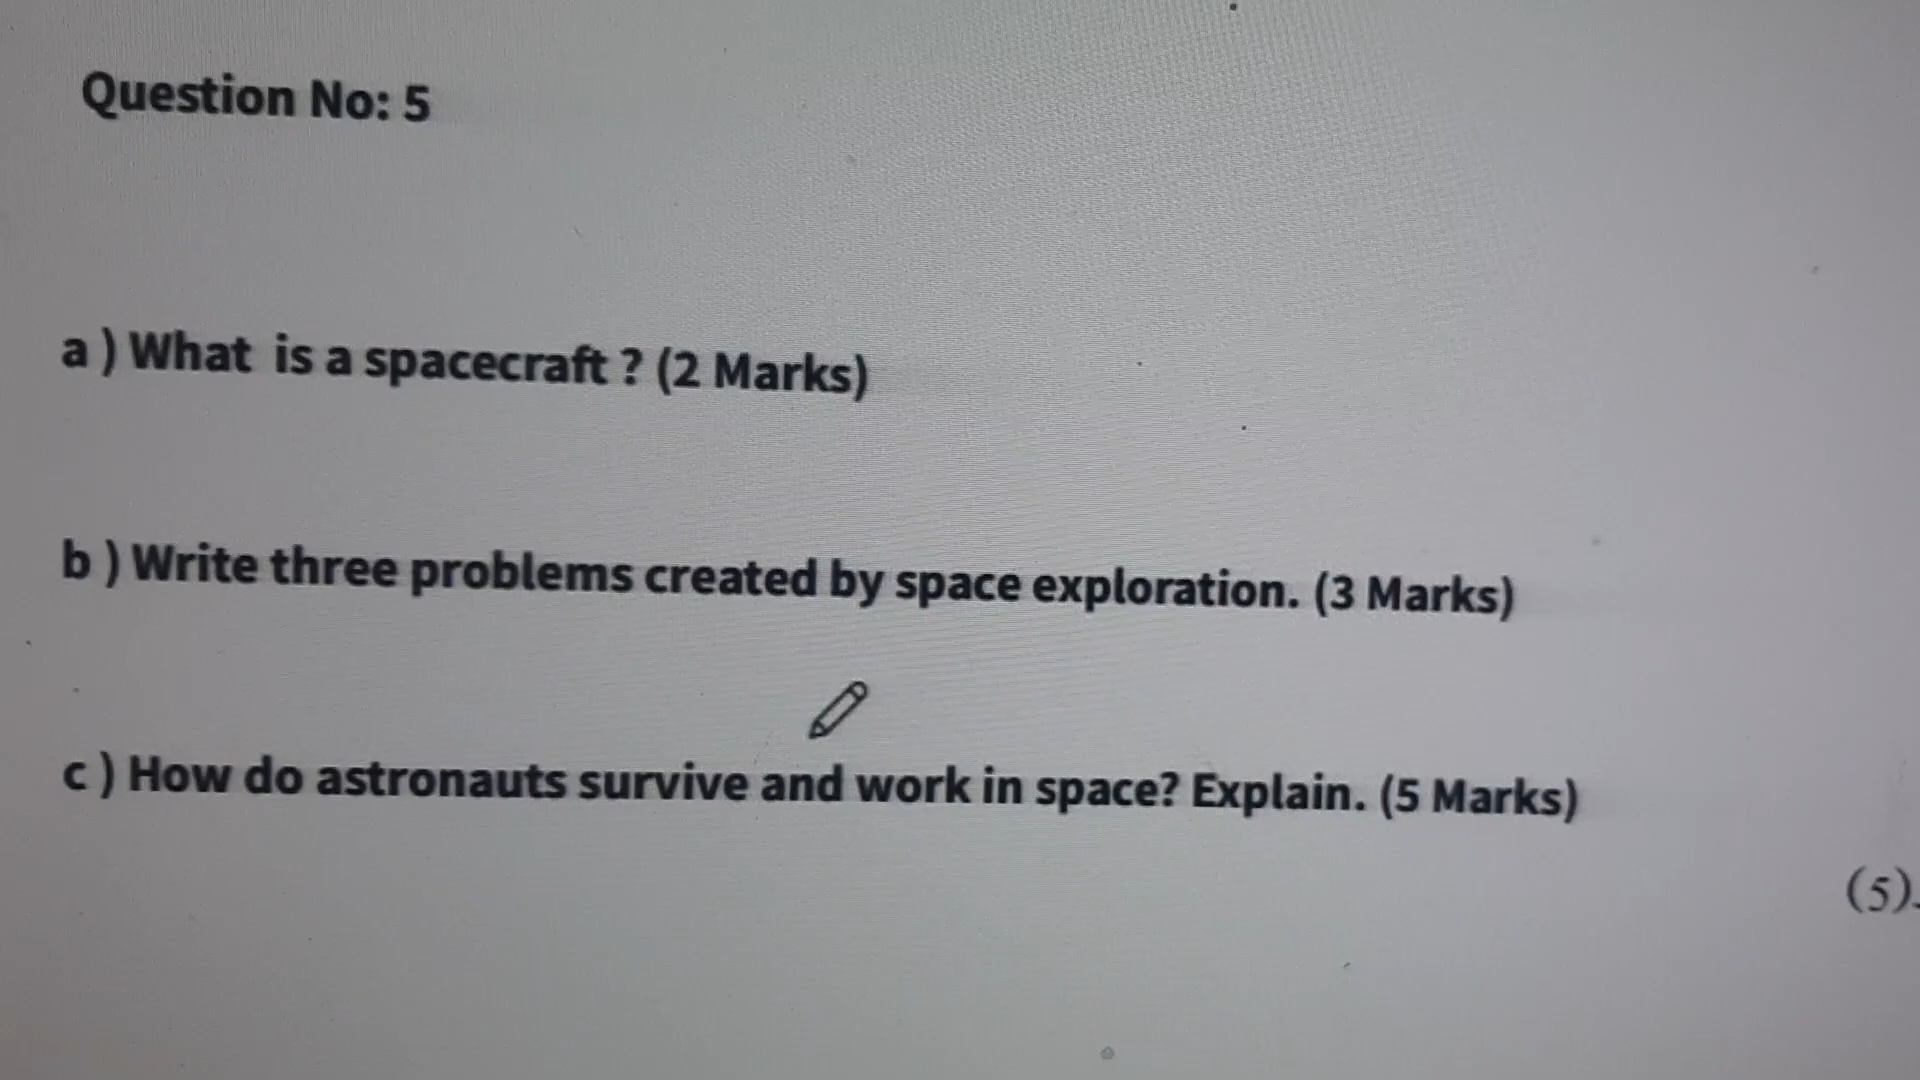 Question No: 5
a ) What is a spacecraft ? (2 Marks)
b ) Write three problems created by space exploration. (3 Marks)
c ) How do astronauts survive and work in space? Explain. (5 Marks)
(5).